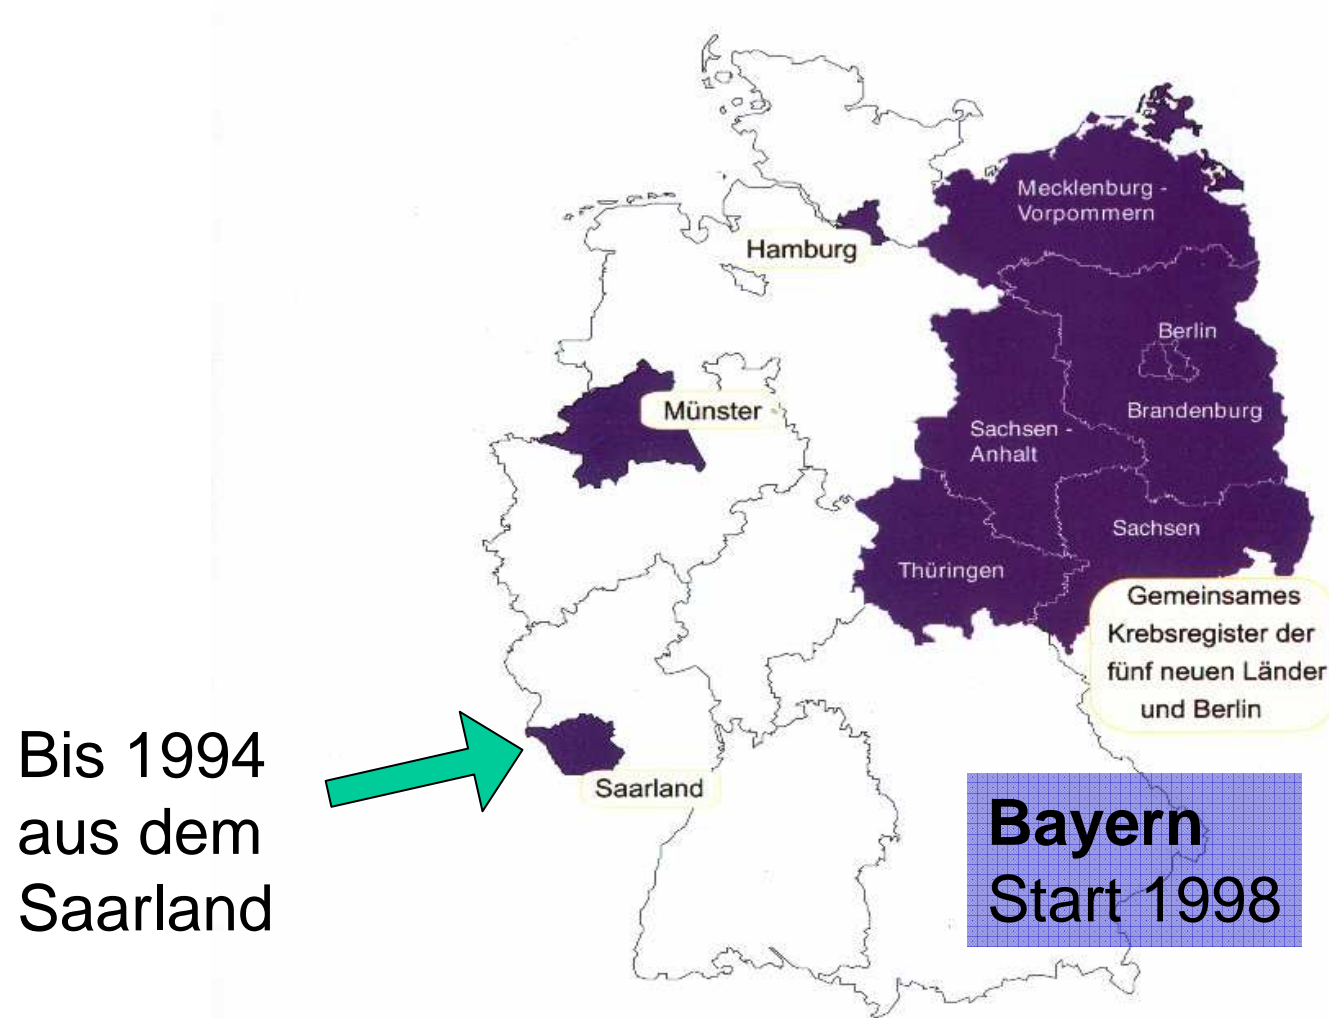 Mecklenburg -
Vorpommern
Hamburg
Berlin
Münster
Brandenburg
Sachsen -
Anhalt
Sachsen
Thüringen
Gemeinsames
Krebsregister der
fünf neuen Länder
und Berlin
Bis 1994
aus dem
Saarland
Saarland
Bayern
Start 1998